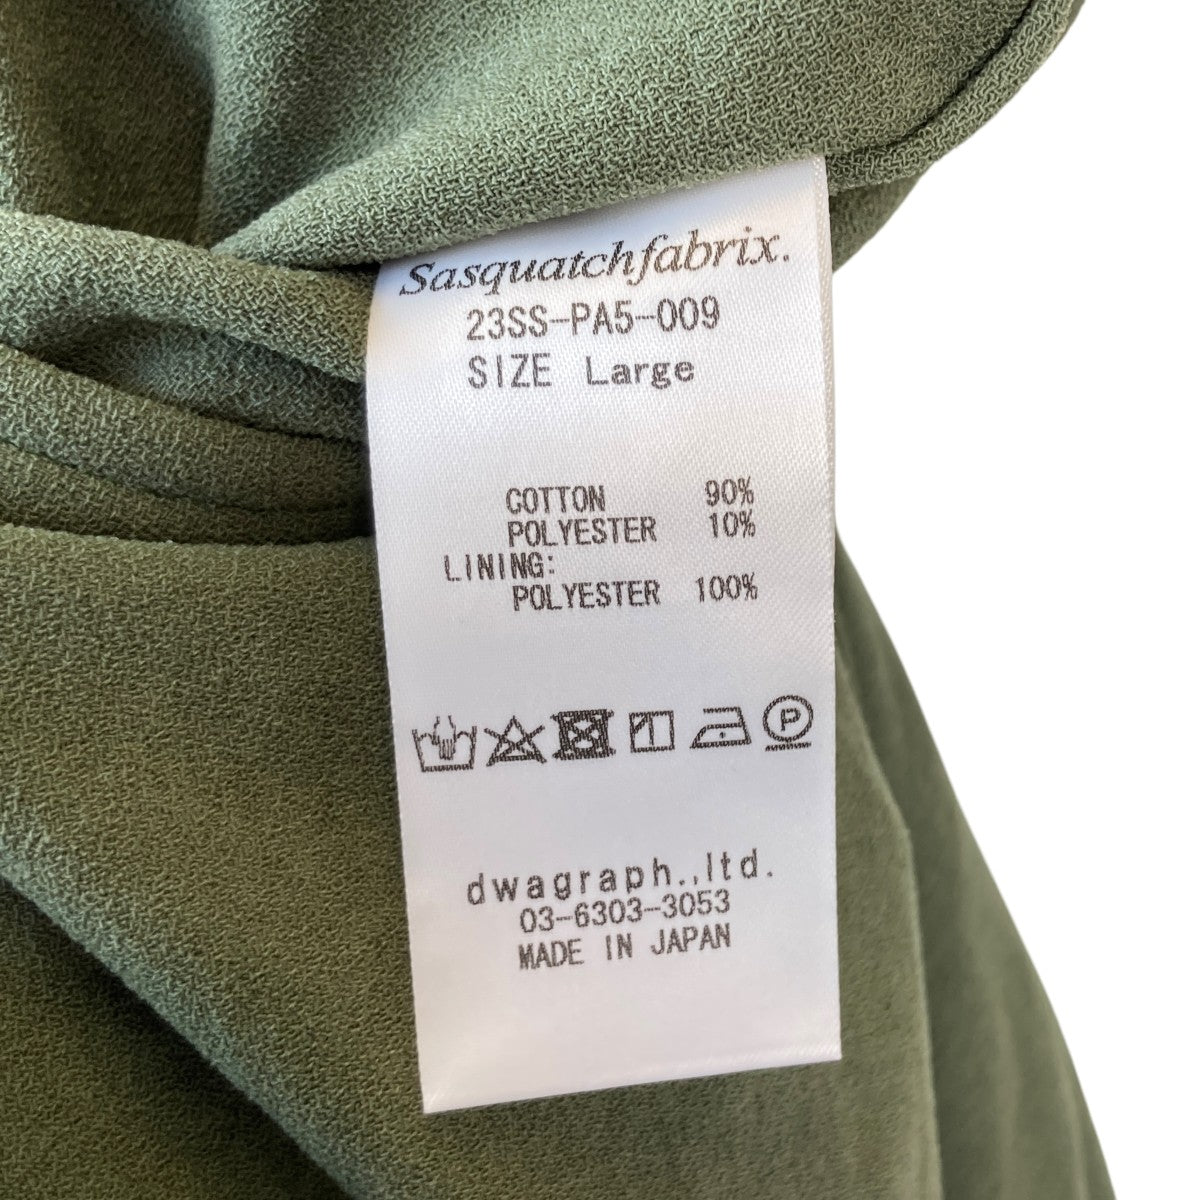 Sasquatchfabrix.
23SS-PA5-009
SIZE Large
COTTON 90%
POLYESTER 10%
LINING:
POLYESTER 100%
P
dwagraph.,ltd.
03-6303-3053
MADE IN JAPAN